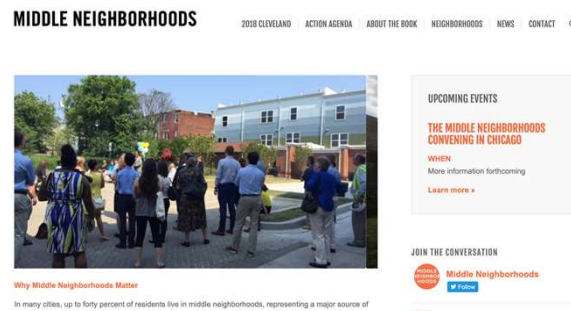 MIDDLE NEIGHBORHOODS
2018 CLEVELAND ACTION AGENDA ABOUT THE BOOK NEIGHBORHOODS NEWS CONTACT
UPCOMING EVENTS
THE MIDDLE NEIGHBORHOODS
CONVENING IN CHICAGO
WHEN
More information forthcoming
Learn more »
JOIN THE CONVERSATION
MIDDLE
NEIGHBOR
HOODS
Middle Neighborhoods
Follow
Why Middle Neighborhoods Matter
In many cities, up to forty percent of residents live in middle neighborhoods, representing a major source of